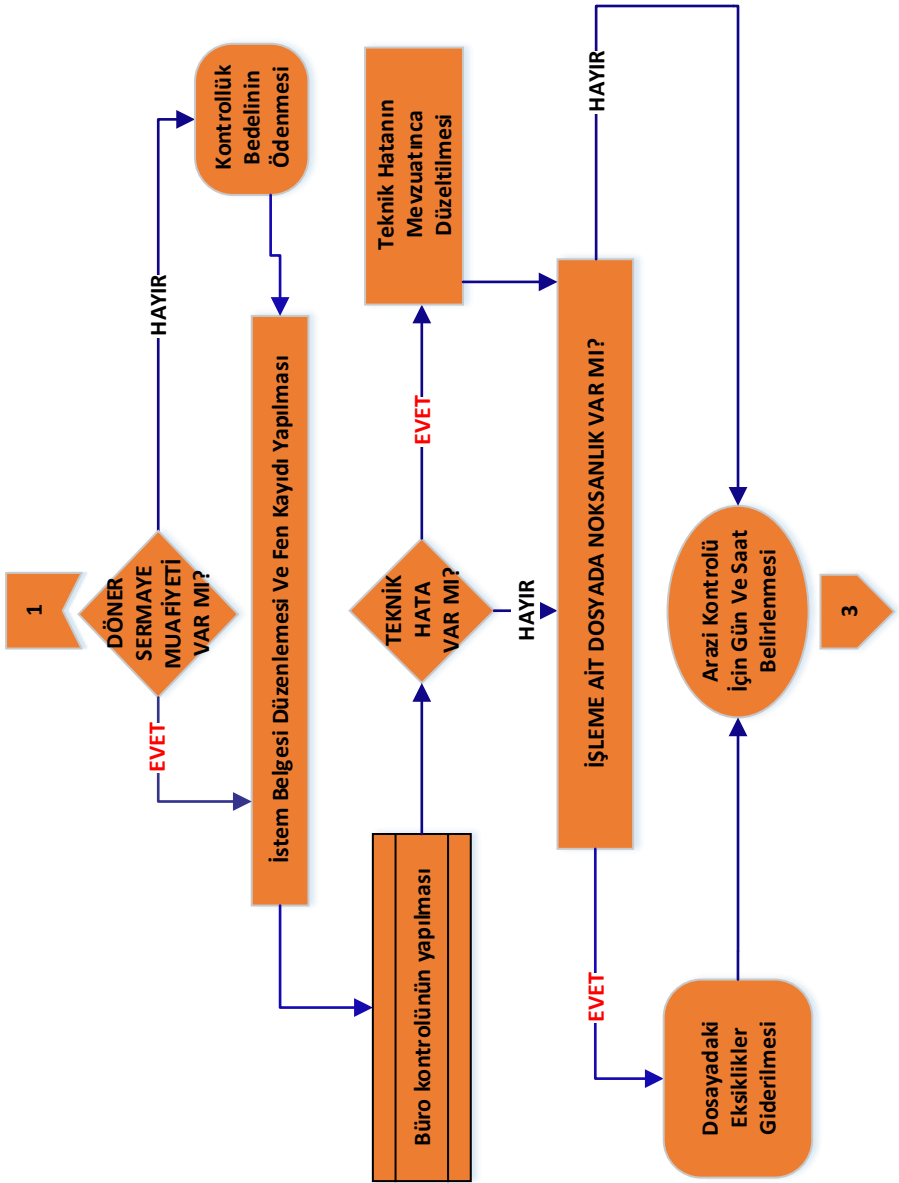 1
DÖNER
SERMAYE
MUAFİYETİ
VAR MI?
EVET
HAYIR
Kontrollük
Bedelinin
Ödenmesi
İstem Belgesi Düzenlemesi Ve Fen Kayıdı Yapılması
Büro kontrolünün yapılması
TEKNİK
HATA
VAR MI?
EVET
HAYIR
Teknik Hatanın
Mevzuatınca
Düzeltilmesi
İŞLEME AİT DOSYADA NOKSANLIK VAR MI?
EVET
HAYIR
Dosayadaki
Eksiklikler
Giderilmesi
Arazi Kontrolü
İçin Gün Ve Saat
Belirlenmesi
3